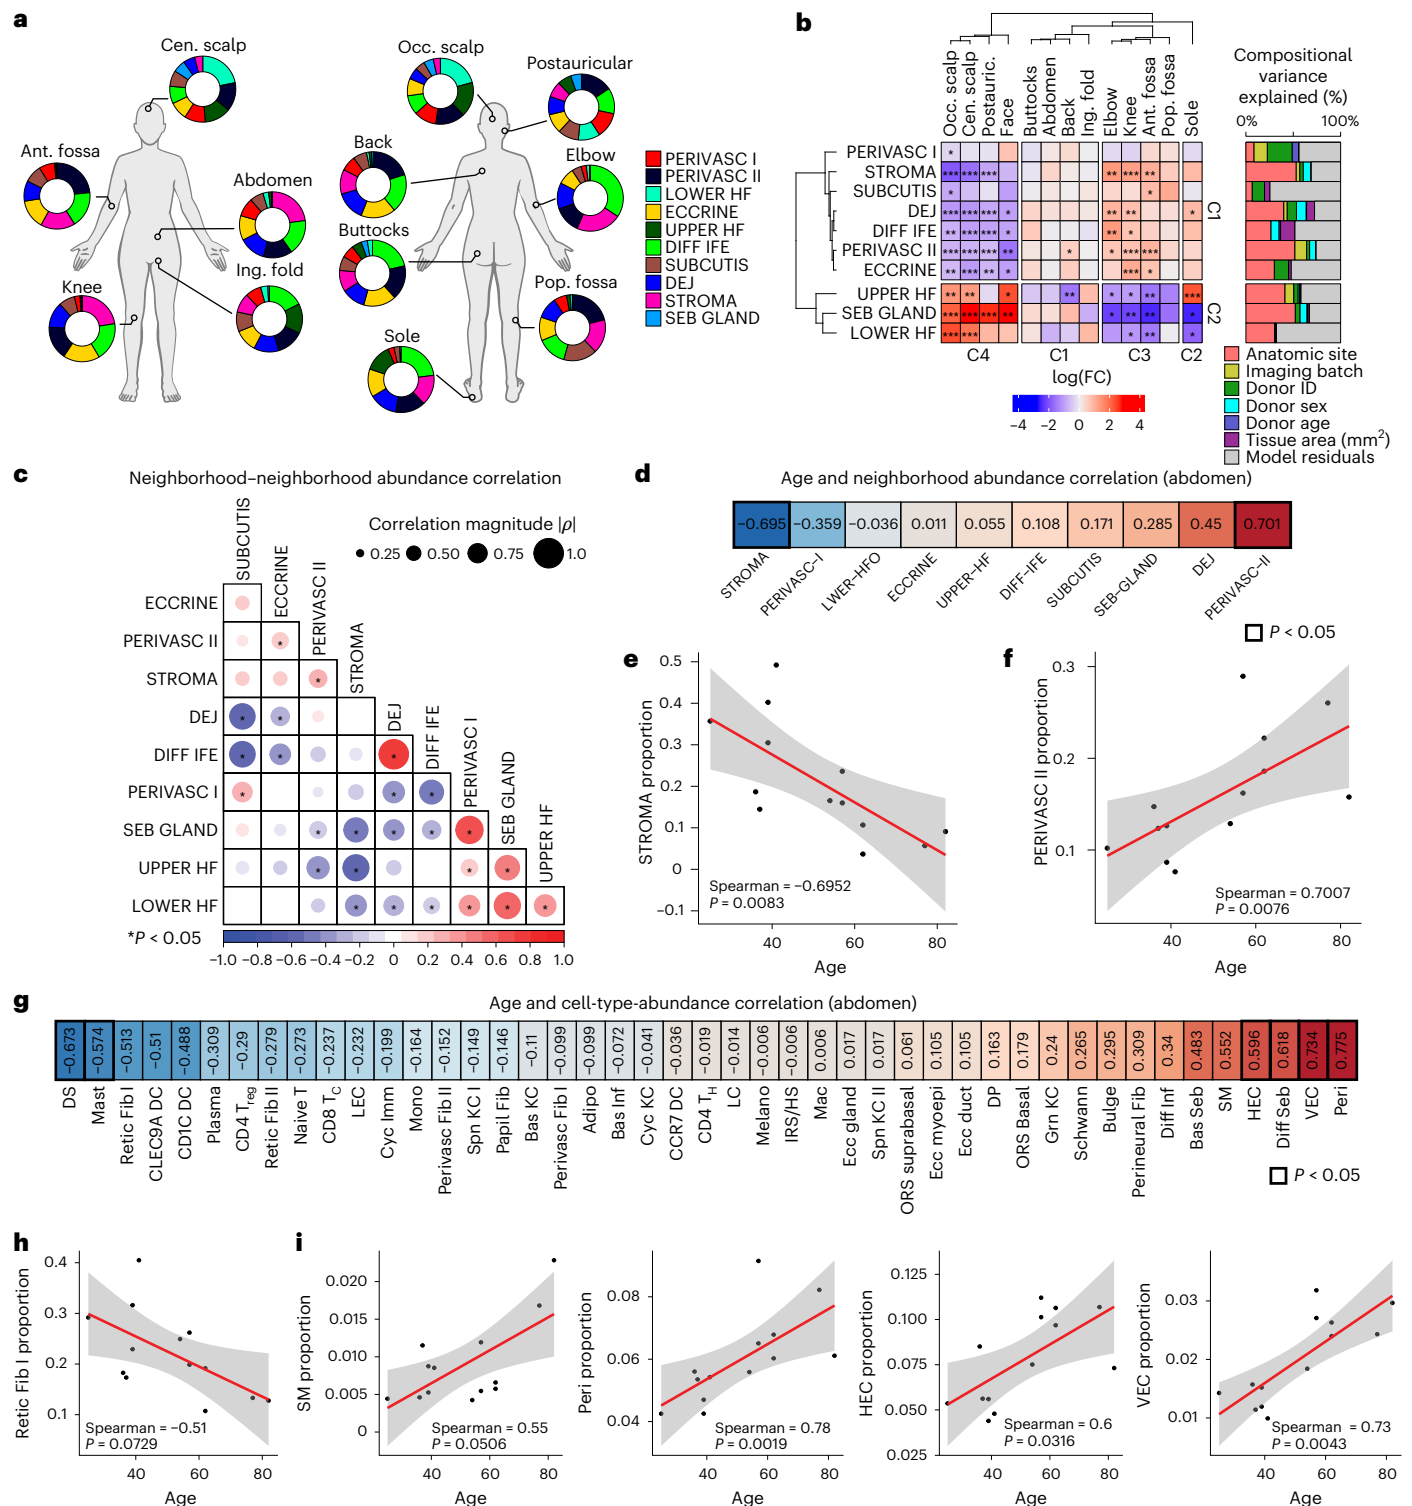 a
Cen. scalp
Occ. scalp
Postauricular
Ant. fossa
Back
Elbow
Abdomen
Buttocks
Knee
Ing. fold
Pop. fossa
Sole
PERIVASC I
PERIVASC II
LOWER HF
ECCRINE
UPPER HF
DIFF IFE
SUBCUTIS
DEJ
STROMA
SEB GLAND
b
Occ. scalp
Cen. scalp
Postauric.
Face
Buttocks
Abdomen
Back
Ing. fold
Elbow
Knee
Ant. fossa
Pop. fossa
Sole
Compositional
variance
explained (%)
0% 100%
PERIVASC I *
STROMA *** *** *** ** *** **
SUBCUTIS * *
DEJ *** *** *** * ** ** *
DIFF IFE ** *** *** * ** *
PERIVASC II *** *** *** ** * * *** ***
ECCRINE ** *** ** * *** *
UPPER HF ** ** * ** * * ** ***
SEB GLAND *** *** *** ** * ** ** *
LOWER HF *** *** * ** *
C1
C2
C4 C1 C3 C2
log(FC)
−4 −2 0 2 4
Anatomic site
Imaging batch
Donor ID
Donor sex
Donor age
Tissue area (mm2)
Model residuals
c
Neighborhood–neighborhood abundance correlation
Correlation magnitude |ρ|
0.25 0.50 0.75 1.0
SUBCUTIS
ECCRINE
PERIVASC II
STROMA
DEJ
DIFF IFE
PERIVASC I
SEB GLAND
UPPER HF
ECCRINE
PERIVASC II *
STROMA *
DEJ * *
DIFF IFE * * *
PERIVASC I * * *
SEB GLAND * * * * *
UPPER HF * * * *
LOWER HF * * * * * *
*P < 0.05
−1.0 −0.8 −0.6 −0.4 −0.2 0 0.2 0.4 0.6 0.8 1.0
d
Age and neighborhood abundance correlation (abdomen)
−0.695 −0.359 −0.036 0.011 0.055 0.108 0.171 0.285 0.45 0.701
STROMA
PERIVASC-I
LWER-HFO
ECCRINE
UPPER-HF
DIFF-IFE
SUBCUTIS
SEB-GLAND
DEJ
PERIVASC-II
P < 0.05
e
STROMA proportion
0.5
0.4
0.3
0.2
0.1
0
−0.1
Spearman = −0.6952
P = 0.0083
40 60 80
Age
f
PERIVASC II proportion
0.3
0.2
0.1
Spearman = 0.7007
P = 0.0076
40 60 80
Age
g
Age and cell-type-abundance correlation (abdomen)
−0.673 −0.574 −0.513 −0.51 −0.488 −0.309 −0.29 −0.279 −0.273 −0.237 −0.232 −0.199 −0.164 −0.152 −0.149 −0.146 −0.11 −0.099 −0.099 −0.072 −0.041 −0.036 −0.019 −0.014 −0.006 −0.006 0.006 0.017 0.017 0.061 0.105 0.105 0.163 0.179 0.24 0.265 0.295 0.309 0.34 0.483 0.552 0.596 0.618 0.734 0.775
DS
Mast
Retic Fib I
CLEC9A DC
CD1C DC
Plasma
CD4 Treg
Retic Fib II
Naive T
CD8 TC
LEC
Cyc Imm
Mono
Perivasc Fib II
Spn KC I
Papil Fib
Bas KC
Perivasc Fib I
Adipo
Bas Inf
Cyc KC
CCR7 DC
CD4 TH
LC
Melano
IRS/HS
Mac
Ecc gland
Spn KC II
ORS suprabasal
Ecc myoepi
Ecc duct
DP
ORS Basal
Grn KC
Schwann
Bulge
Perineural Fib
Diff Inf
Bas Seb
SM
HEC
Diff Seb
VEC
Peri
P < 0.05
h
Retic Fib I proportion
0.4
0.3
0.2
0.1
Spearman = −0.51
P = 0.0729
40 60 80
Age
i
SM proportion
0.020
0.015
0.010
0.005
0
Spearman = 0.55
P = 0.0506
40 60 80
Age
Peri proportion
0.08
0.06
0.04
Spearman = 0.78
P = 0.0019
40 60 80
Age
HEC proportion
0.125
0.100
0.075
0.050
0.025
Spearman = 0.6
P = 0.0316
40 60 80
Age
VEC proportion
0.03
0.02
0.01
Spearman = 0.73
P = 0.0043
40 60 80
Age